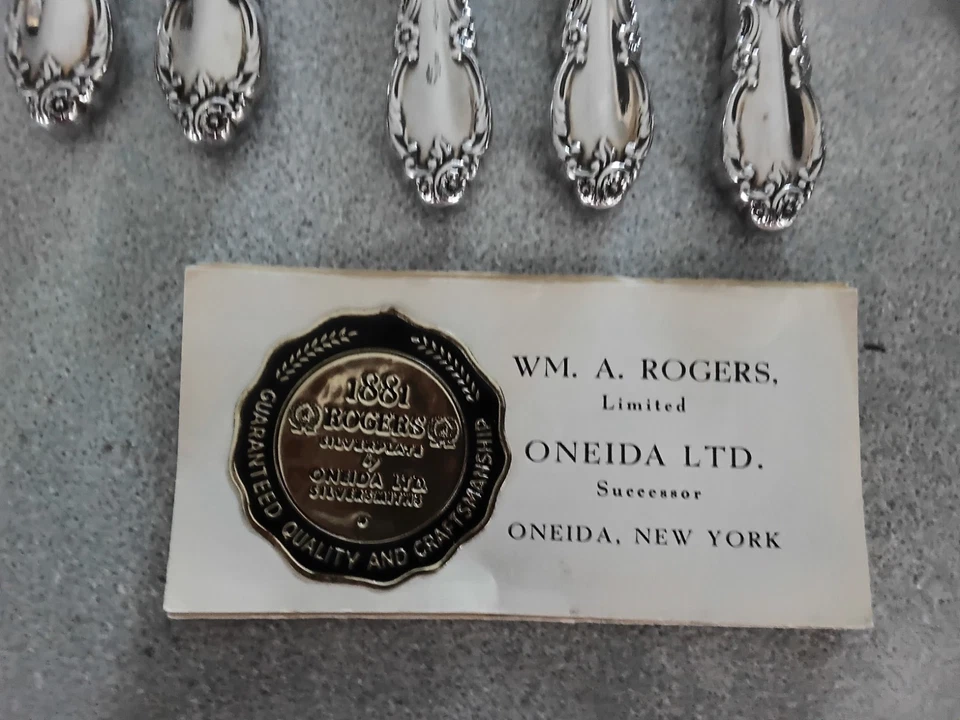 1881
ROGERS
SILVERPLATE
by
ONEIDA LTD.
SILVERSMITHS
GUARANTEED QUALITY AND CRAFTSMANSHIP
WM. A. ROGERS,
Limited
ONEIDA LTD.
Successor
ONEIDA, NEW YORK